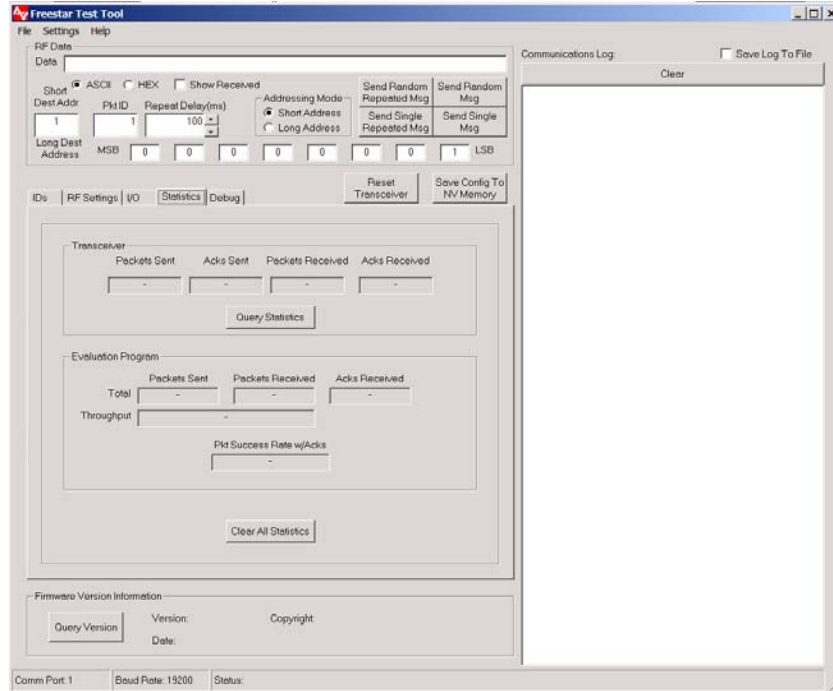 Freestar Test Tool
File Settings Help
RF Data
Data
Short Dest Addr
ASCII HEX Show Received
Pkt ID Repeat Delay(ms)
1 1 100
Addressing Mode
Short Address
Long Address
Send Random Repeated Msg
Send Random Msg
Send Single Repeated Msg
Send Single Msg
Long Dest Address
MSB 0 0 0 0 0 0 0 1 LSB
Reset Transceiver
Save Config To NV Memory
IDs RF Settings I/O Statistics Debug
Transceiver
Packets Sent Acks Sent Packets Received Acks Received
- - - -
Query Statistics
Evaluation Program
Packets Sent Packets Received Acks Received
Total - - -
Throughput -
Pkt Success Rate w/Acks
-
Clear All Statistics
Firmware Version Information
Query Version
Version: Copyright
Date:
Comm Port: 1 Baud Rate: 19200 Status:
Communications Log: Save Log To File
Clear